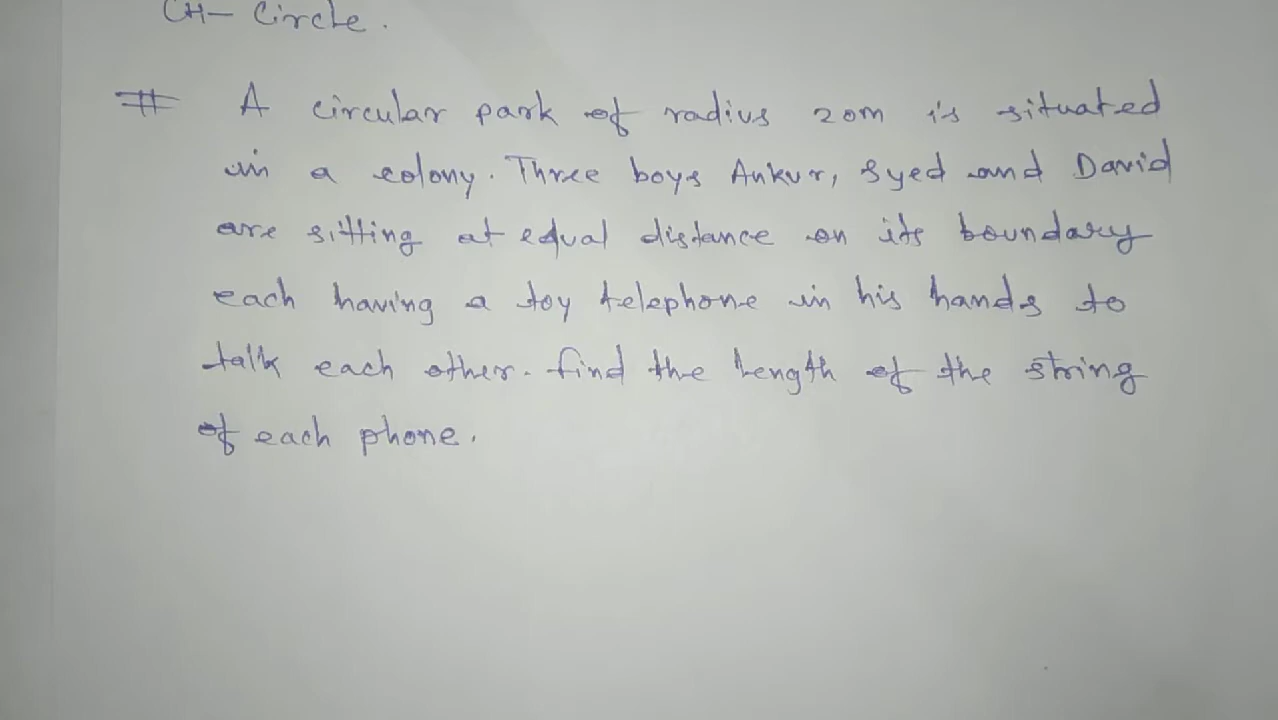 CH- Circle.
# A circular park of radius 20m is situated
in a colony. Three boys Ankur, Syed and David
are sitting at equal distance on its boundary
each having a toy telephone in his hands to
talk each other. find the length of the string
of each phone.